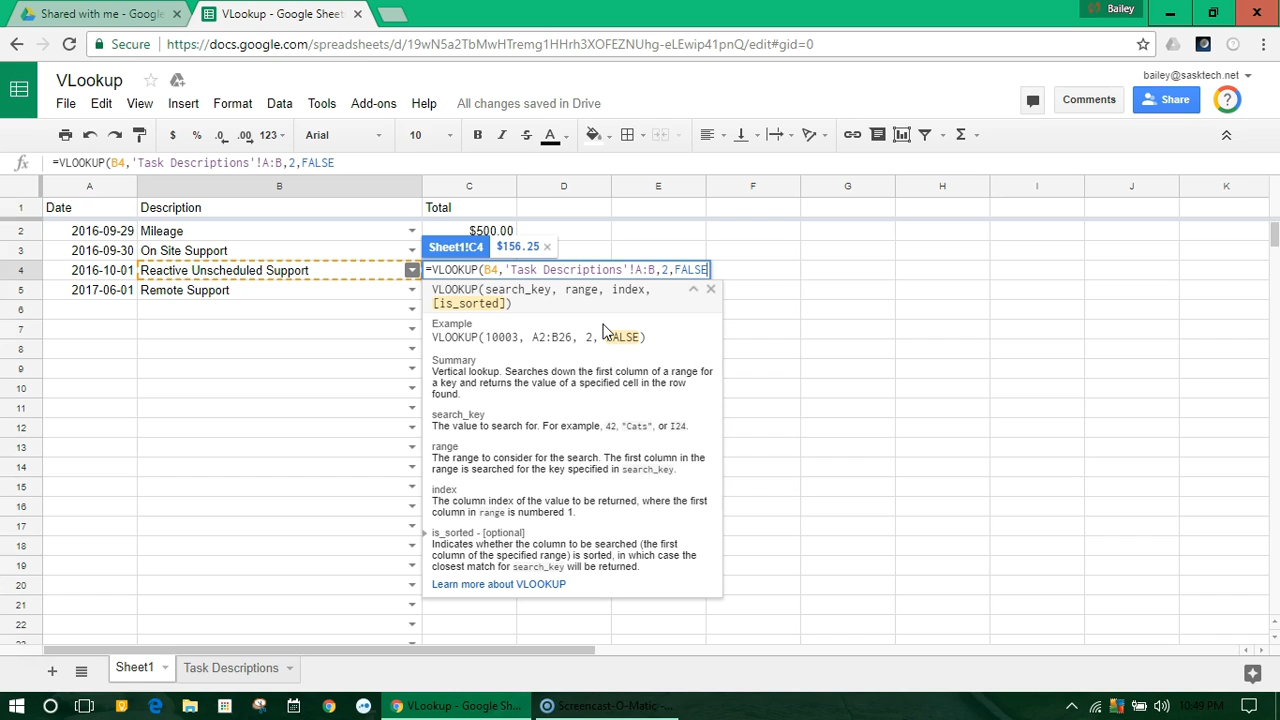 Shared with me - Google
VLookup - Google Sheet
Bailey
Secure
https://docs.google.com/spreadsheets/d/19wN5a2TbMwHTremg1HHrh3XOFEZNUhg-eLEwip41pnQ/edit#gid=0
VLookup
bailey@sasktech.net
File Edit View Insert Format Data Tools Add-ons Help All changes saved in Drive
Comments
Share
$ % .0 .00 123 Arial 10 B I S A
fx =VLOOKUP(B4,'Task Descriptions'!A:B,2,FALSE
A B C D E F G H I J K
1 Date Description Total
2 2016-09-29 Mileage $500.00
3 2016-09-30 On Site Support
Sheet1!C4 $156.25 ×
4 2016-10-01 Reactive Unscheduled Support =VLOOKUP(B4,'Task Descriptions'!A:B,2,FALSE
5 2017-06-01 Remote Support
6
7
8
9
10
11
12
13
14
15
16
17
18
19
20
21
22
23
VLOOKUP(search_key, range, index,
[is_sorted])
Example
VLOOKUP(10003, A2:B26, 2, FALSE)
Summary
Vertical lookup. Searches down the first column of a range for
a key and returns the value of a specified cell in the row
found.
search_key
The value to search for. For example, 42, "Cats", or I24.
range
The range to consider for the search. The first column in the
range is searched for the key specified in search_key.
index
The column index of the value to be returned, where the first
column in range is numbered 1.
is_sorted - [optional]
Indicates whether the column to be searched (the first
column of the specified range) is sorted, in which case the
closest match for search_key will be returned.
Learn more about VLOOKUP
Sheet1
Task Descriptions
VLookup - Google Sh...
Screencast-O-Matic -...
10:49 PM